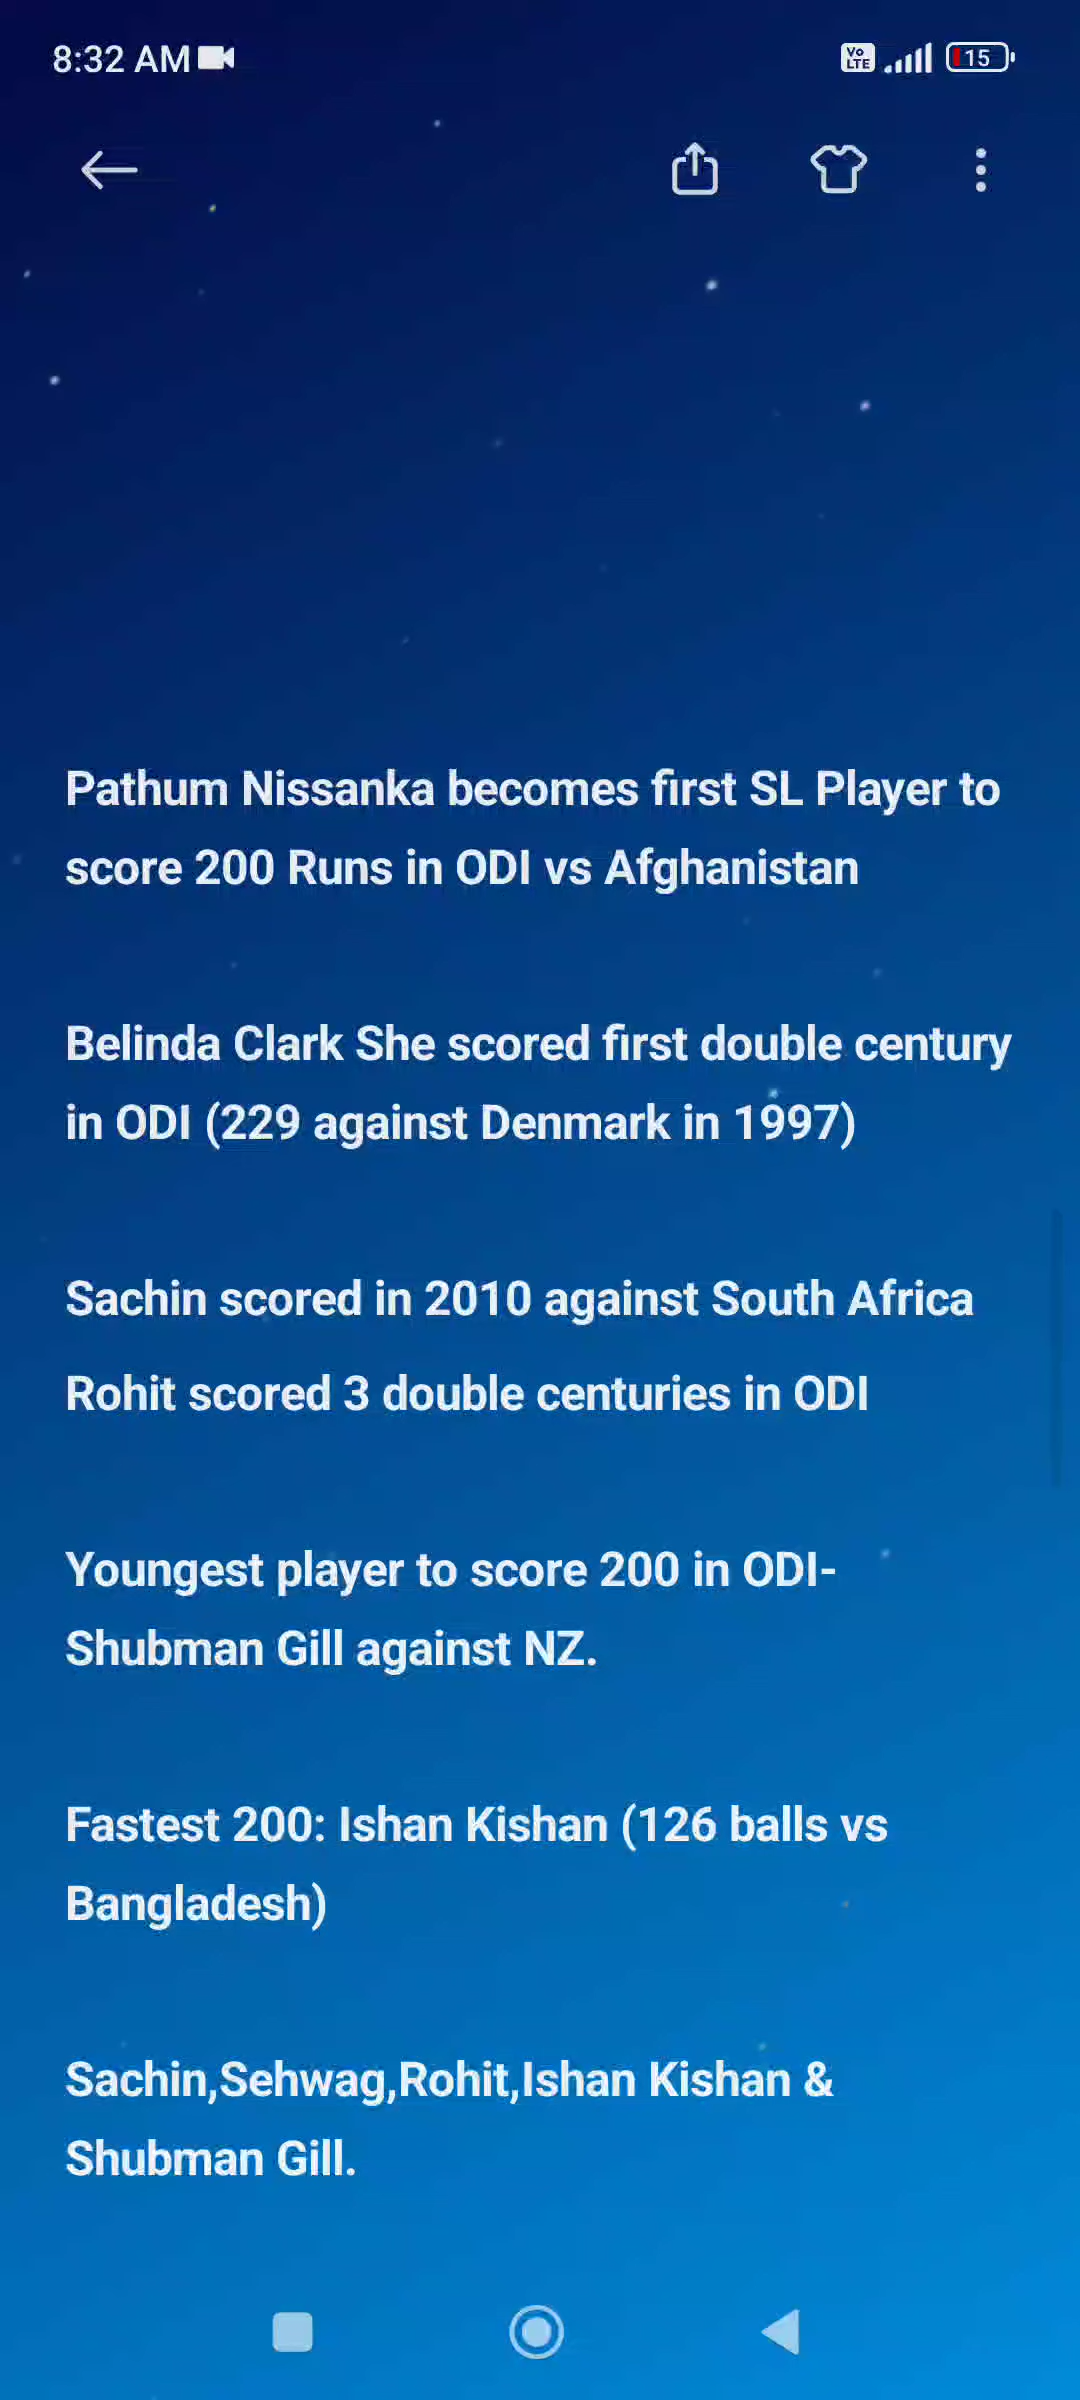 8:32 AM
Vo LTE
15
Pathum Nissanka becomes first SL Player to
score 200 Runs in ODI vs Afghanistan
Belinda Clark She scored first double century
in ODI (229 against Denmark in 1997)
Sachin scored in 2010 against South Africa
Rohit scored 3 double centuries in ODI
Youngest player to score 200 in ODI-
Shubman Gill against NZ.
Fastest 200: Ishan Kishan (126 balls vs
Bangladesh)
Sachin,Sehwag,Rohit,Ishan Kishan &
Shubman Gill.